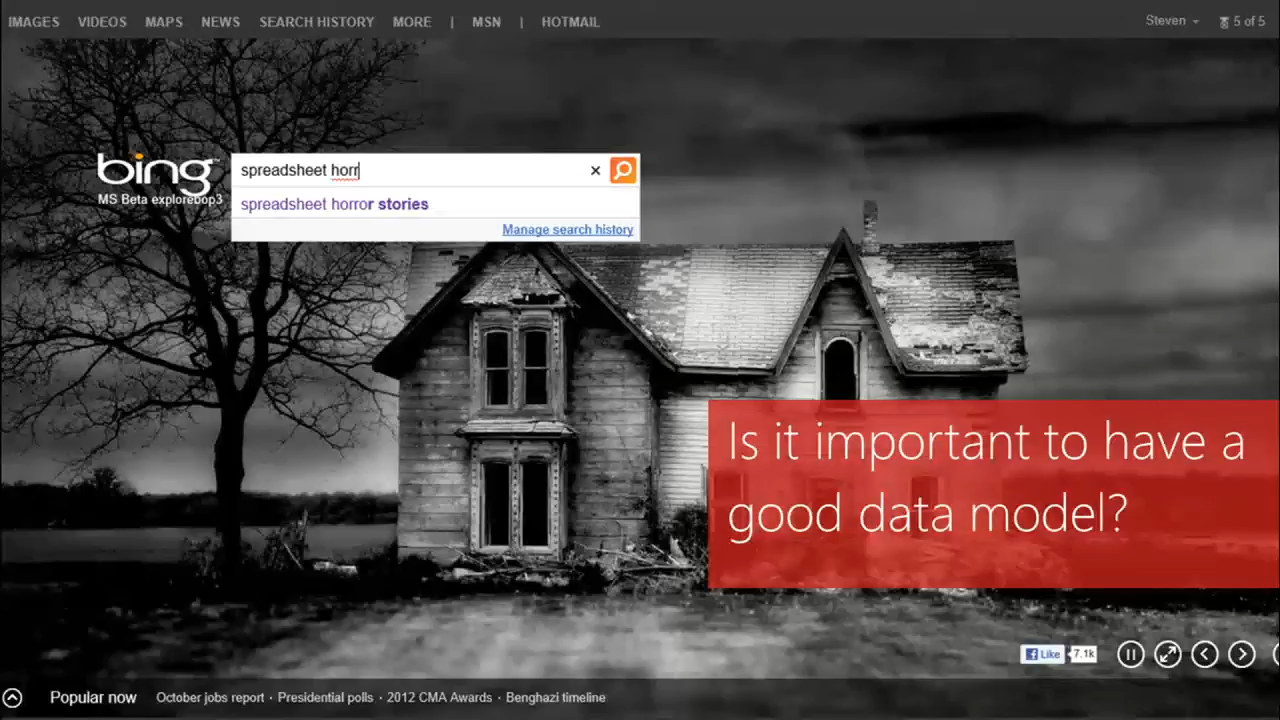 IMAGES VIDEOS MAPS NEWS SEARCH HISTORY MORE | MSN | HOTMAIL Steven 5 of 5
bing
MS Beta explorebop3
spreadsheet horr
spreadsheet horror stories
Manage search history
Is it important to have a
good data model?
Like 7.1k
Popular now October jobs report · Presidential polls · 2012 CMA Awards · Benghazi timeline